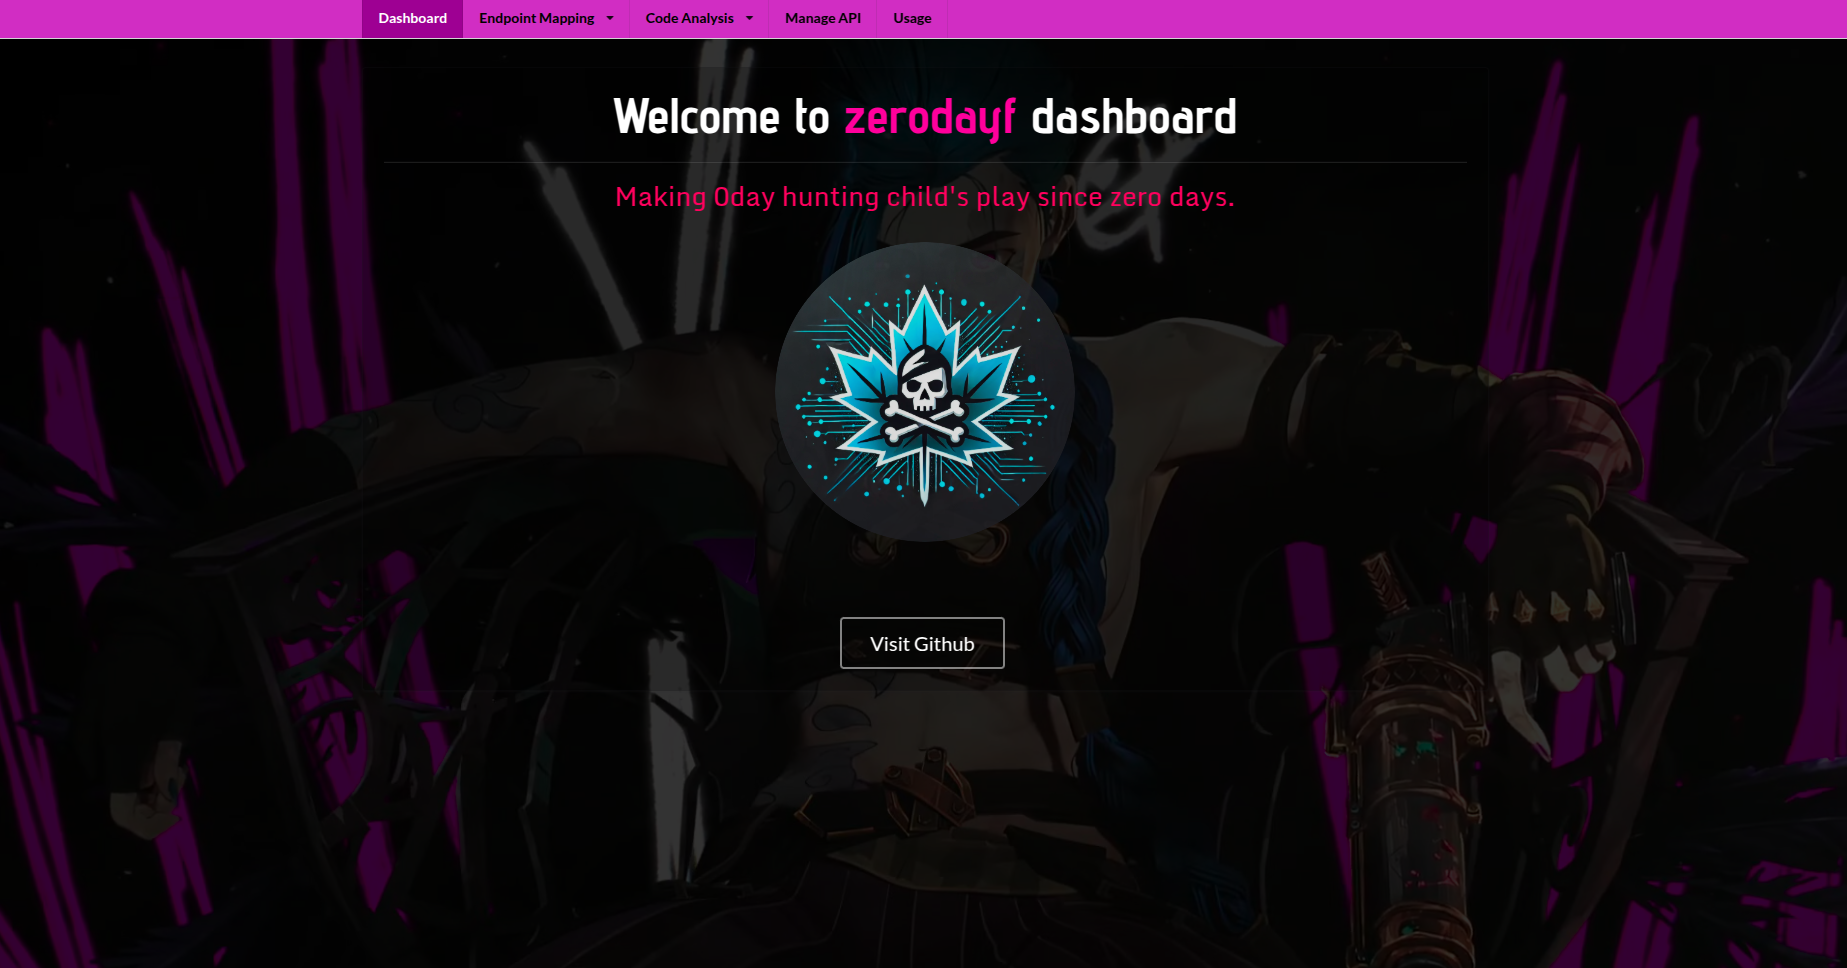 Dashboard Endpoint Mapping Code Analysis Manage API Usage
Welcome to zerodayf dashboard
Making 0day hunting child's play since zero days.
Visit Github